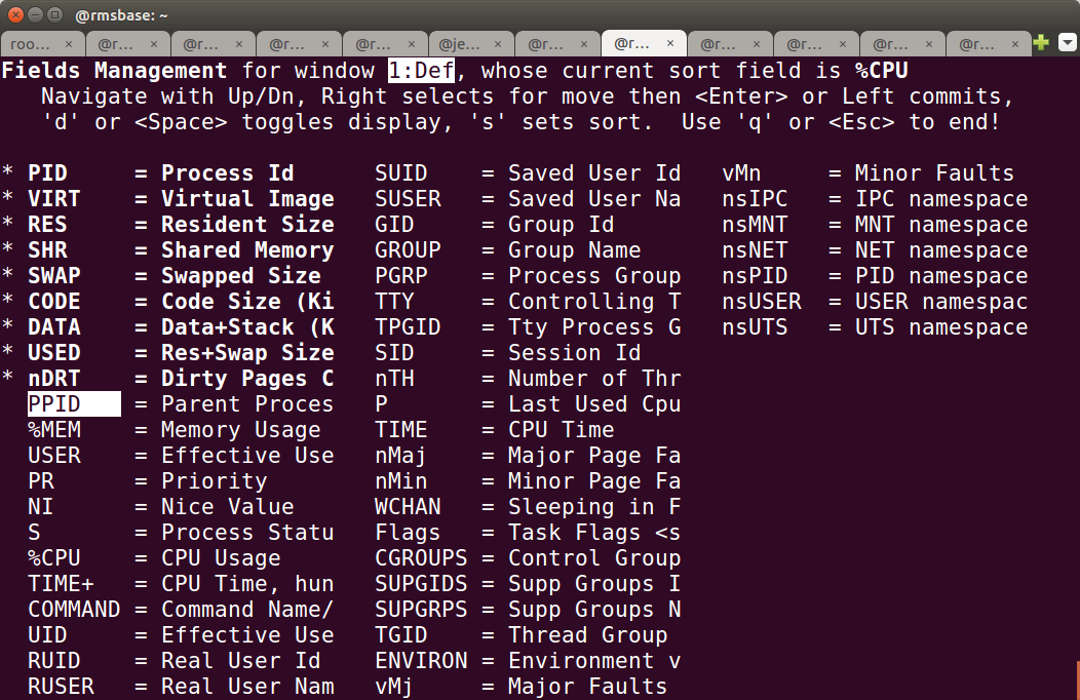 @rmsbase: ~
roo... × @r... × @r... × @r... × @r... × @je... × @r... × @r... × @r... × @r... × @r... × @r... ×
Fields Management for window 1:Def, whose current sort field is %CPU
Navigate with Up/Dn, Right selects for move then <Enter> or Left commits,
'd' or <Space> toggles display, 's' sets sort. Use 'q' or <Esc> to end!
* PID = Process Id SUID = Saved User Id vMn = Minor Faults
* VIRT = Virtual Image SUSER = Saved User Na nsIPC = IPC namespace
* RES = Resident Size GID = Group Id nsMNT = MNT namespace
* SHR = Shared Memory GROUP = Group Name nsNET = NET namespace
* SWAP = Swapped Size PGRP = Process Group nsPID = PID namespace
* CODE = Code Size (Ki TTY = Controlling T nsUSER = USER namespac
* DATA = Data+Stack (K TPGID = Tty Process G nsUTS = UTS namespace
* USED = Res+Swap Size SID = Session Id
* nDRT = Dirty Pages C nTH = Number of Thr
PPID = Parent Proces P = Last Used Cpu
%MEM = Memory Usage TIME = CPU Time
USER = Effective Use nMaj = Major Page Fa
PR = Priority nMin = Minor Page Fa
NI = Nice Value WCHAN = Sleeping in F
S = Process Statu Flags = Task Flags <s
%CPU = CPU Usage CGROUPS = Control Group
TIME+ = CPU Time, hun SUPGIDS = Supp Groups I
COMMAND = Command Name/ SUPGRPS = Supp Groups N
UID = Effective Use TGID = Thread Group
RUID = Real User Id ENVIRON = Environment v
RUSER = Real User Nam vMj = Major Faults